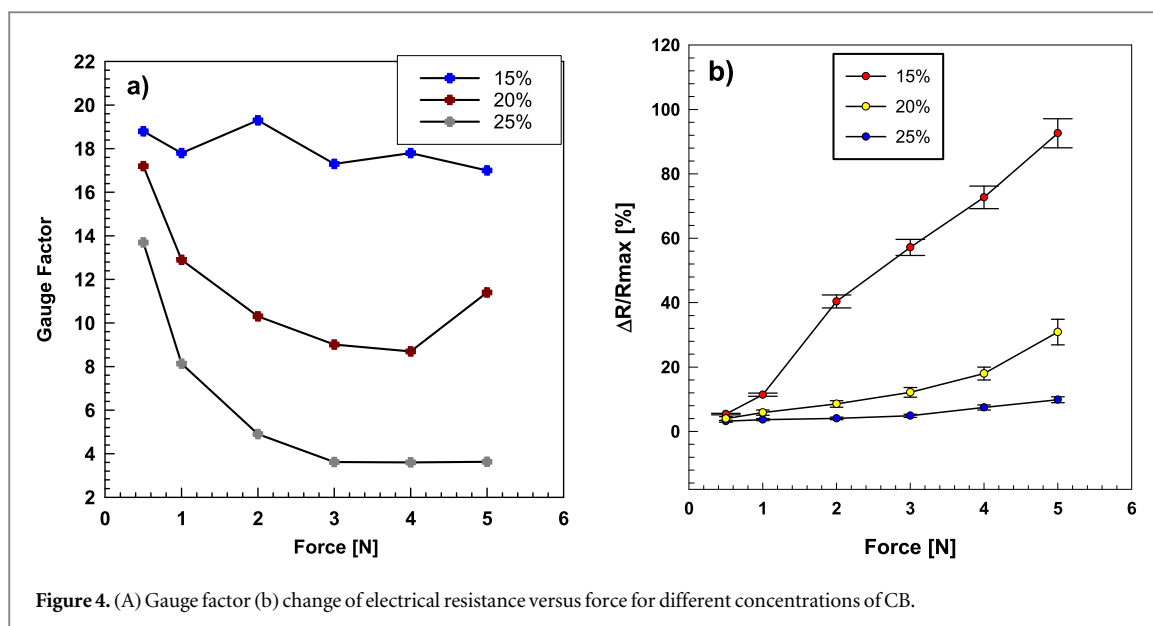 a)
15%
20%
25%
22
20
18
16
14
12
10
8
6
4
2
Gauge Factor
0 1 2 3 4 5 6
Force [N]
b)
15%
20%
25%
120
100
80
60
40
20
0
ΔR/Rmax [%]
0 1 2 3 4 5 6
Force [N]
Figure 4. (A) Gauge factor (b) change of electrical resistance versus force for different concentrations of CB.